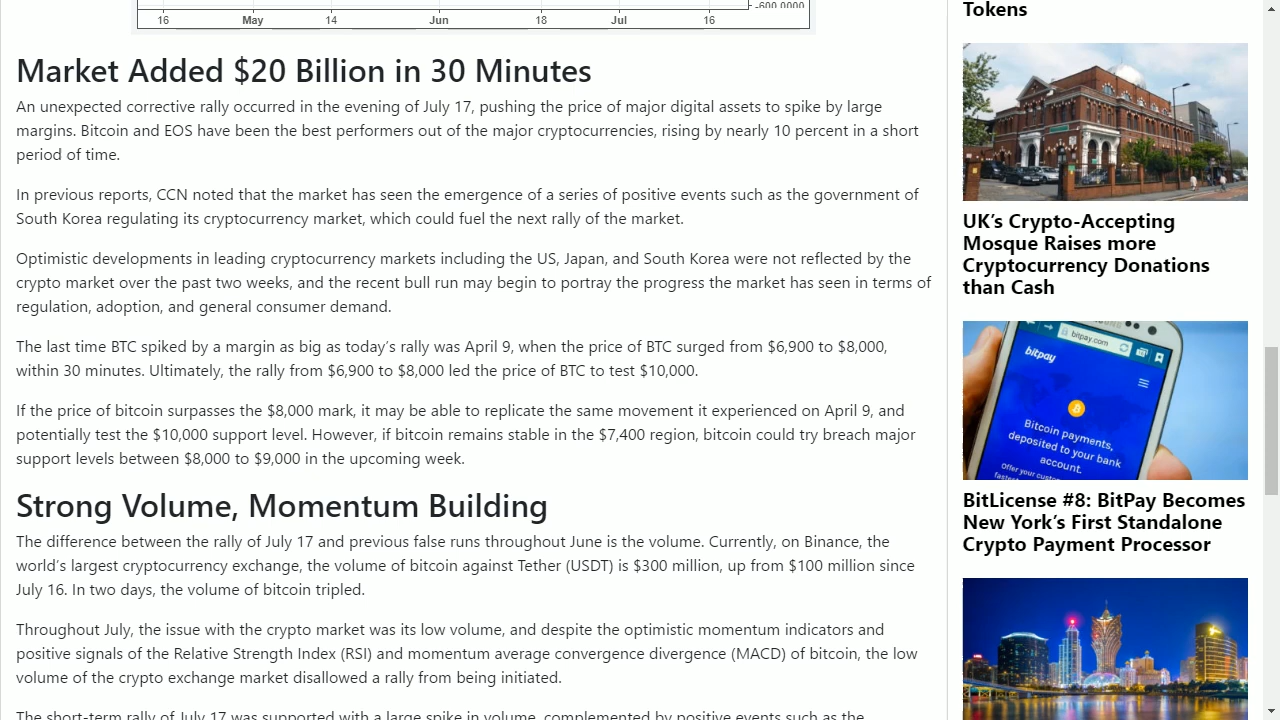 -600.0000
16 May 14 Jun 18 Jul 16
Market Added $20 Billion in 30 Minutes
An unexpected corrective rally occurred in the evening of July 17, pushing the price of major digital assets to spike by large
margins. Bitcoin and EOS have been the best performers out of the major cryptocurrencies, rising by nearly 10 percent in a short
period of time.
In previous reports, CCN noted that the market has seen the emergence of a series of positive events such as the government of
South Korea regulating its cryptocurrency market, which could fuel the next rally of the market.
Optimistic developments in leading cryptocurrency markets including the US, Japan, and South Korea were not reflected by the
crypto market over the past two weeks, and the recent bull run may begin to portray the progress the market has seen in terms of
regulation, adoption, and general consumer demand.
The last time BTC spiked by a margin as big as today’s rally was April 9, when the price of BTC surged from $6,900 to $8,000,
within 30 minutes. Ultimately, the rally from $6,900 to $8,000 led the price of BTC to test $10,000.
If the price of bitcoin surpasses the $8,000 mark, it may be able to replicate the same movement it experienced on April 9, and
potentially test the $10,000 support level. However, if bitcoin remains stable in the $7,400 region, bitcoin could try breach major
support levels between $8,000 to $9,000 in the upcoming week.
Strong Volume, Momentum Building
The difference between the rally of July 17 and previous false runs throughout June is the volume. Currently, on Binance, the
world’s largest cryptocurrency exchange, the volume of bitcoin against Tether (USDT) is $300 million, up from $100 million since
July 16. In two days, the volume of bitcoin tripled.
Throughout July, the issue with the crypto market was its low volume, and despite the optimistic momentum indicators and
positive signals of the Relative Strength Index (RSI) and momentum average convergence divergence (MACD) of bitcoin, the low
volume of the crypto exchange market disallowed a rally from being initiated.
The short-term rally of July 17 was supported with a large spike in volume, complemented by positive events such as the
Tokens
UK’s Crypto-Accepting
Mosque Raises more
Cryptocurrency Donations
than Cash
bitpay.com
bitpay
Bitcoin payments,
deposited to your bank
account.
Offer your
BitLicense #8: BitPay Becomes
New York’s First Standalone
Crypto Payment Processor